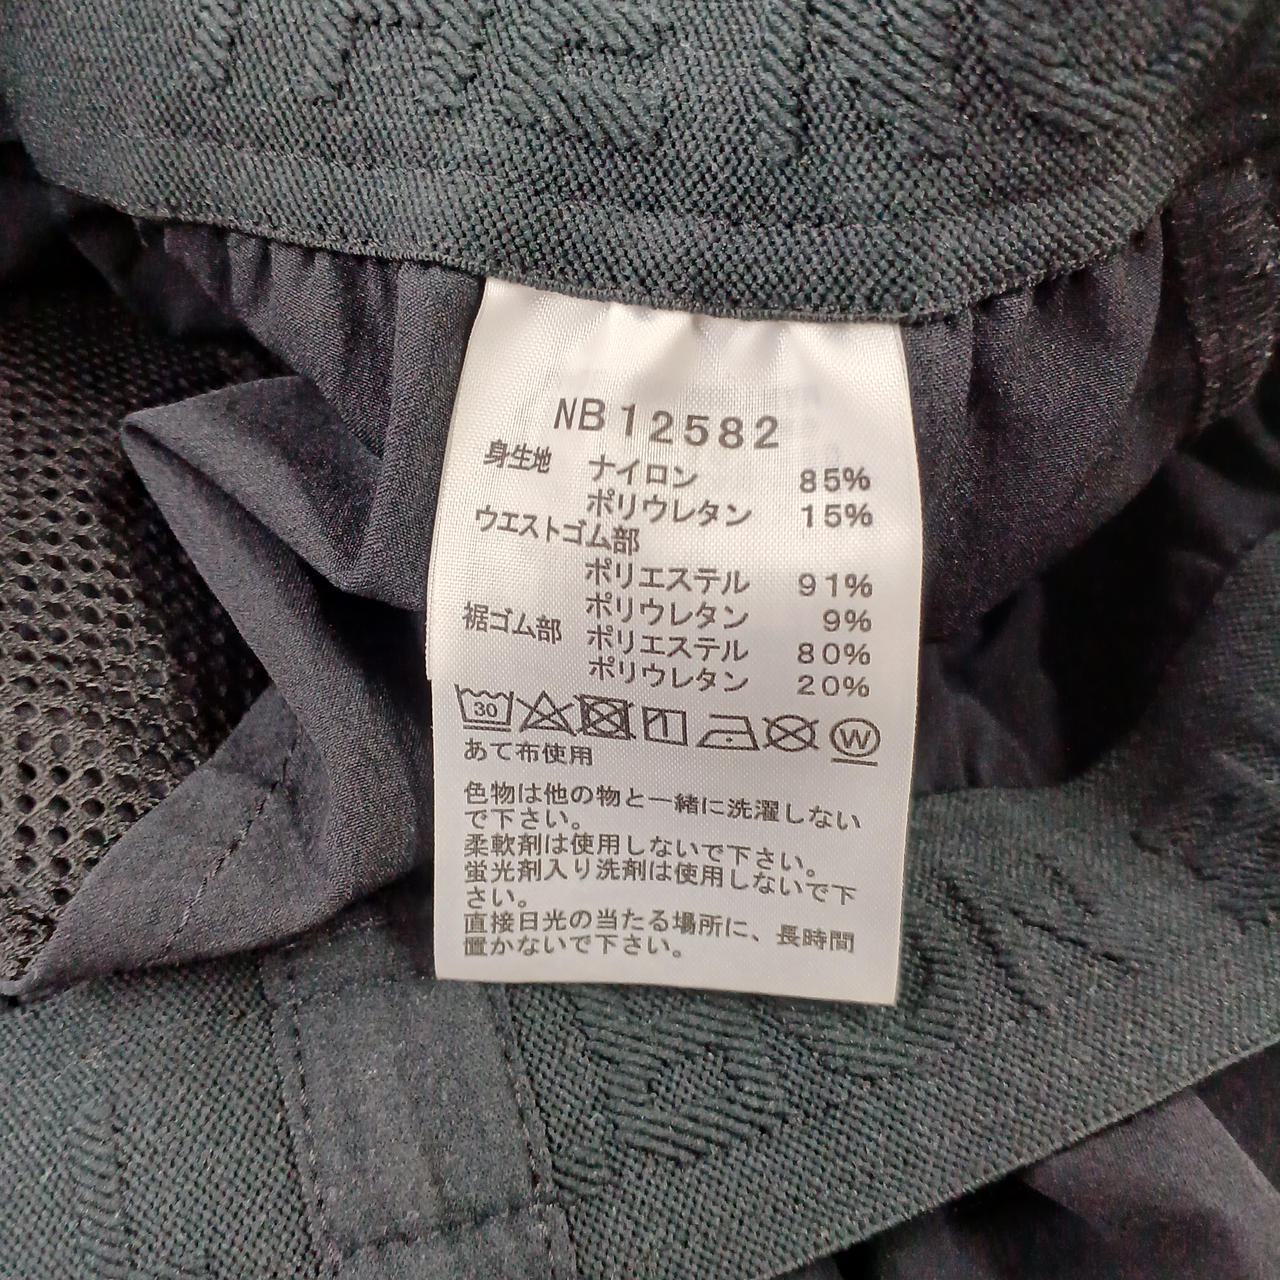 NB12582
身生地 ナイロン 85%
ポリウレタン 15%
ウエストゴム部
ポリエステル 91%
ポリウレタン 9%
裾ゴム部 ポリエステル 80%
ポリウレタン 20%
30 W
あて布使用
色物は他の物と一緒に洗濯しない
で下さい。
柔軟剤は使用しないで下さい。
蛍光剤入り洗剤は使用しないで下
さい。
直接日光の当たる場所に、長時間
置かないで下さい。